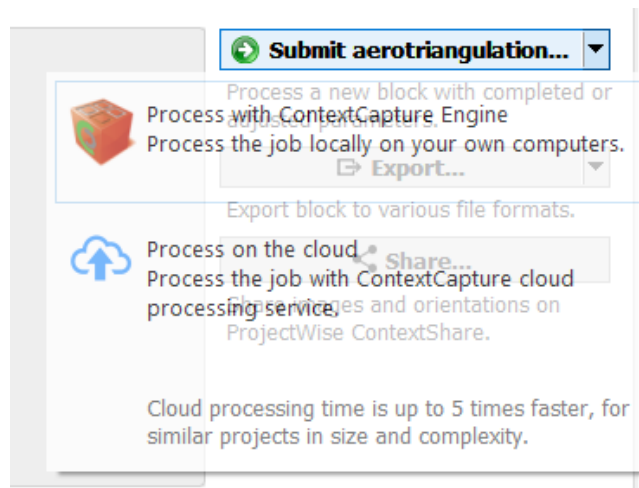 Submit aerotriangulation...
Process a new block with completed or
adjusted parameters.
Process with ContextCapture Engine
Process the job locally on your own computers.
Export...
Export block to various file formats.
Process on the cloud
Process the job with ContextCapture cloud
processing service.
Share...
Share images and orientations on
ProjectWise ContextShare.
Cloud processing time is up to 5 times faster, for
similar projects in size and complexity.